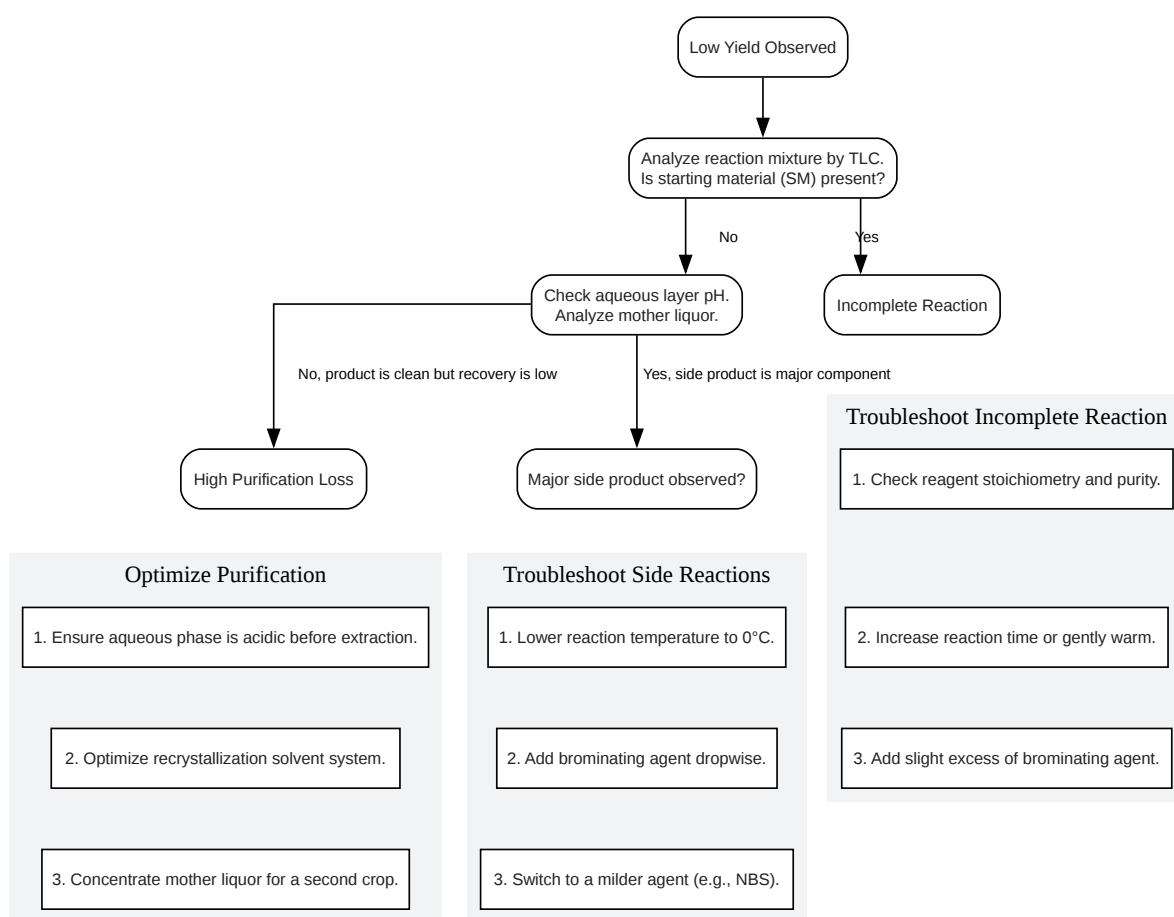 Low Yield Observed
Analyze reaction mixture by TLC.
Is starting material (SM) present?
No
Yes
Check aqueous layer pH.
Analyze mother liquor.
Incomplete Reaction
No, product is clean but recovery is low
Yes, side product is major component
High Purification Loss
Major side product observed?
Troubleshoot Incomplete Reaction
1. Check reagent stoichiometry and purity.
2. Increase reaction time or gently warm.
3. Add slight excess of brominating agent.
Optimize Purification
1. Ensure aqueous phase is acidic before extraction.
2. Optimize recrystallization solvent system.
3. Concentrate mother liquor for a second crop.
Troubleshoot Side Reactions
1. Lower reaction temperature to 0°C.
2. Add brominating agent dropwise.
3. Switch to a milder agent (e.g., NBS).